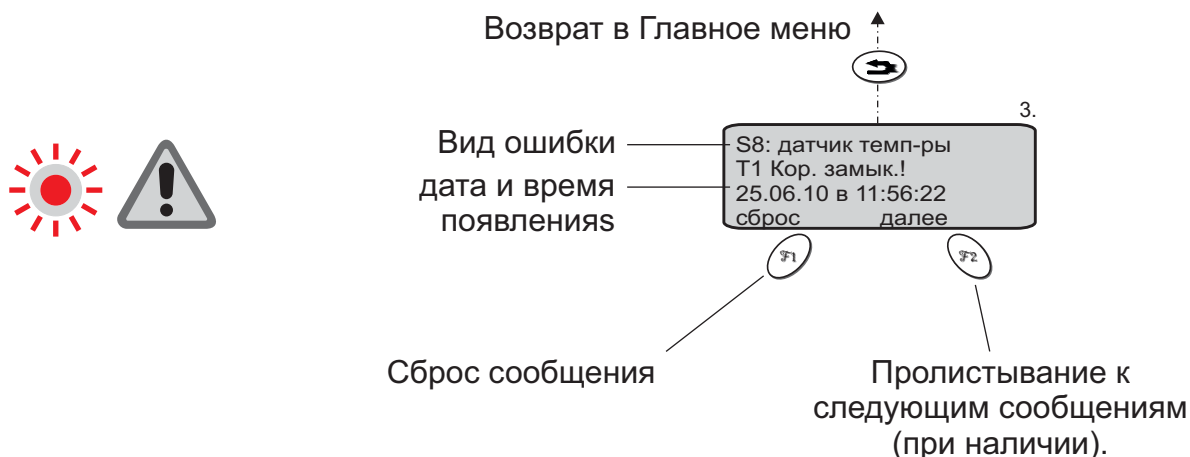 Возврат в Главное меню
3.
Вид ошибки
дата и время
появленияs
S8: датчик темп-ры
T1 Кор. замык.!
25.06.10 в 11:56:22
сброс далее
F1
F2
Сброс сообщения
Пролистывание к
следующим сообщениям
(при наличии).